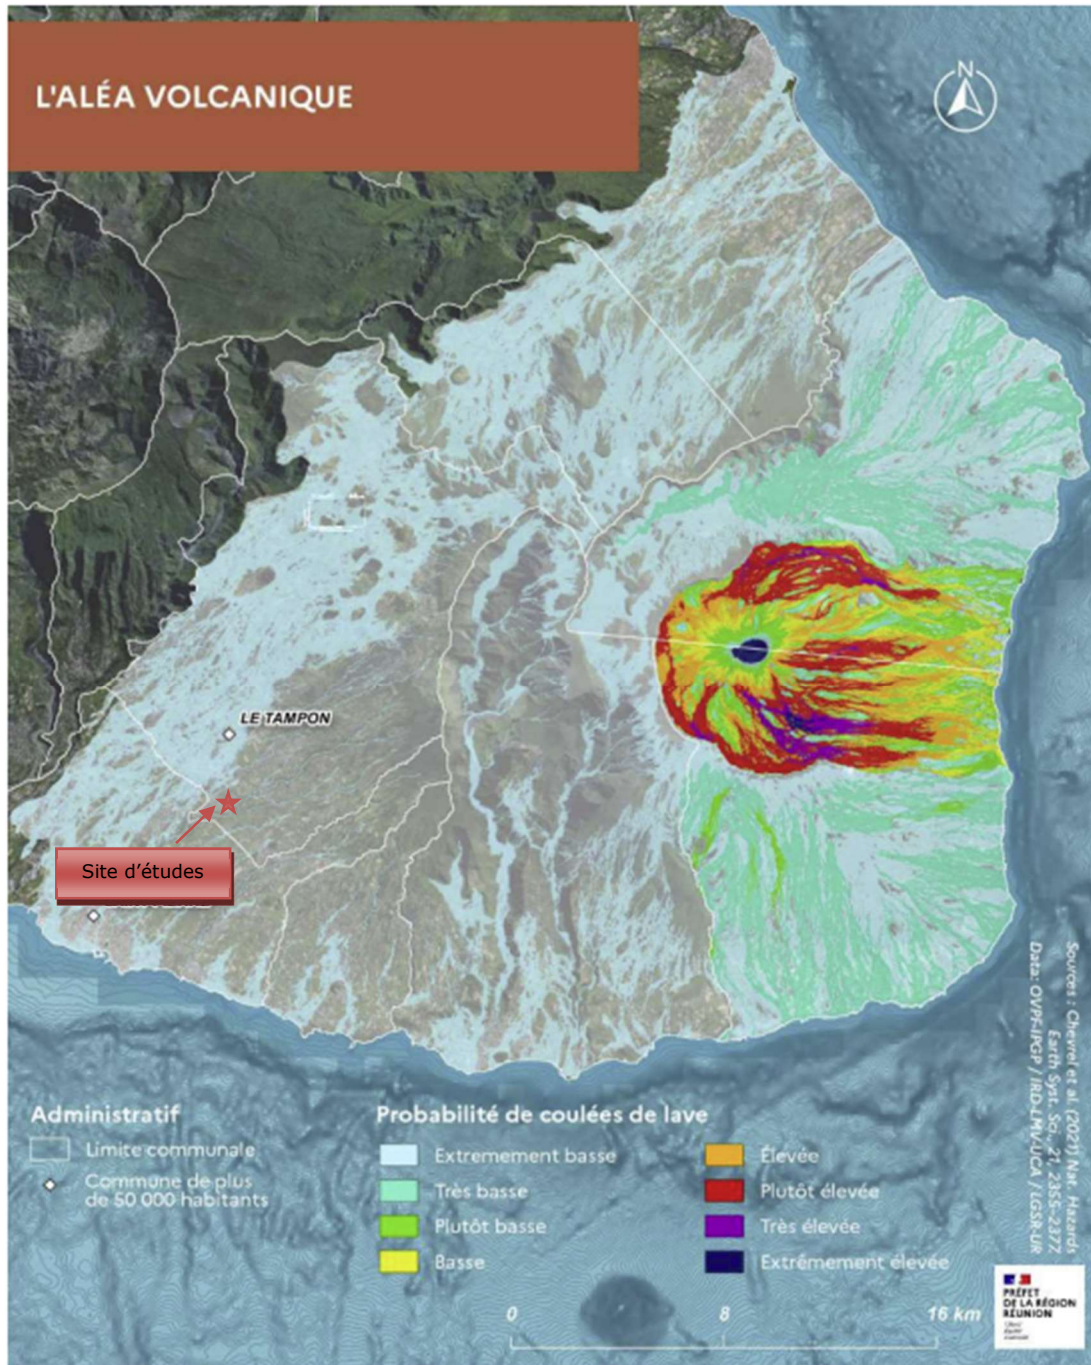 L'ALÉA VOLCANIQUE
N
LE TAMPON
Site d'études
Sources : Chevrel et al. (2021) Nat. Hazards
Earth Syst. Sci., 21, 2355-2377
Data: OVPF-IPGP / IRD-LMV-UCA / LGSR-UR
Administratif
Limite communale
Commune de plus
de 50 000 habitants
Probabilité de coulées de lave
Extremement basse
Très basse
Plutôt basse
Basse
Élevée
Plutôt élevée
Très élevée
Extrêmement élevée
0 8 16 km
PRÉFET
DE LA RÉGION
RÉUNION